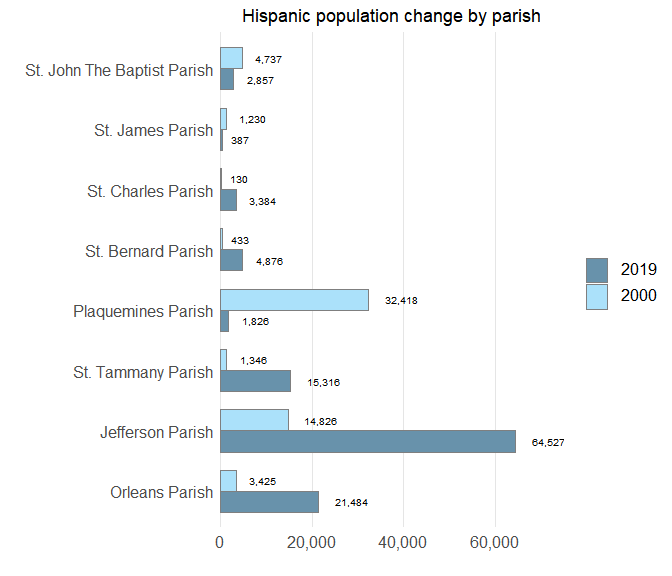 Hispanic population change by parish
St. John The Baptist Parish
4,737
2,857
St. James Parish
1,230
387
St. Charles Parish
130
3,384
St. Bernard Parish
433
4,876
Plaquemines Parish
32,418
1,826
St. Tammany Parish
1,346
15,316
Jefferson Parish
14,826
64,527
Orleans Parish
3,425
21,484
0 20,000 40,000 60,000
2019
2000